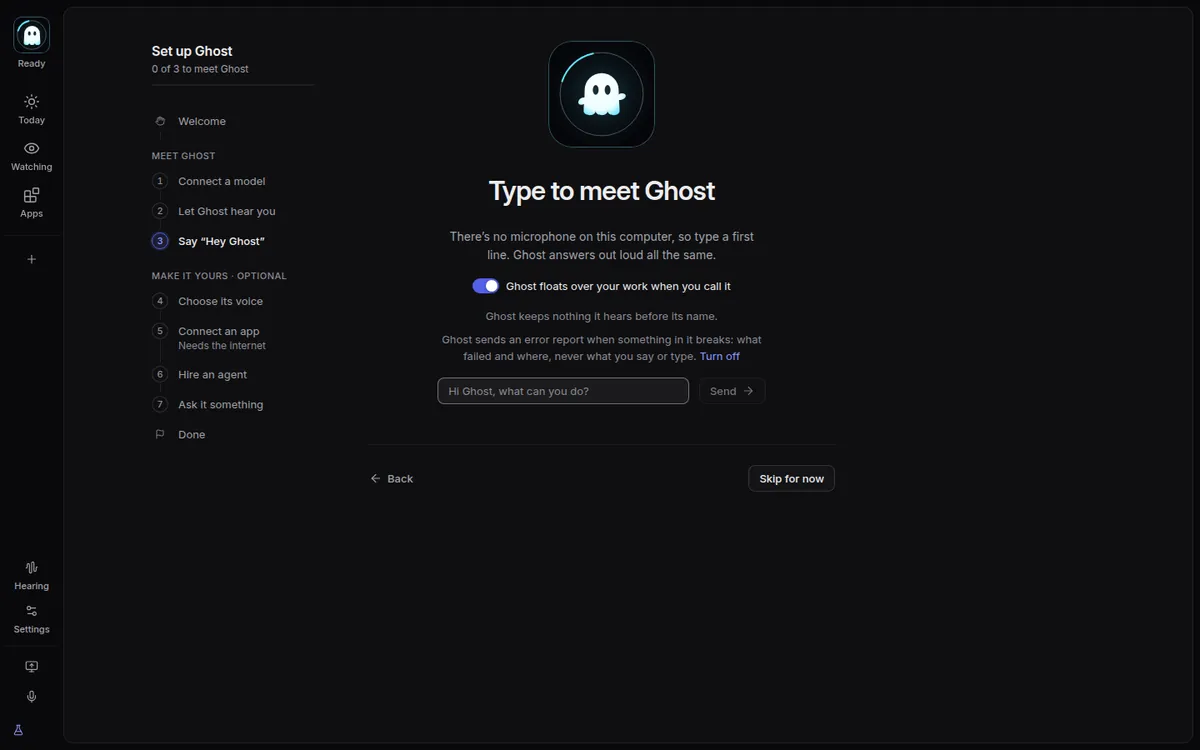 Ready
Today
Watching
Apps
Hearing
Settings
Set up Ghost
0 of 3 to meet Ghost
Welcome
MEET GHOST
1 Connect a model
2 Let Ghost hear you
3 Say “Hey Ghost”
MAKE IT YOURS · OPTIONAL
4 Choose its voice
5 Connect an app
Needs the internet
6 Hire an agent
7 Ask it something
Done
Type to meet Ghost
There’s no microphone on this computer, so type a first
line. Ghost answers out loud all the same.
Ghost floats over your work when you call it
Ghost keeps nothing it hears before its name.
Ghost sends an error report when something in it breaks: what
failed and where, never what you say or type. Turn off
Hi Ghost, what can you do?
Send
Back
Skip for now